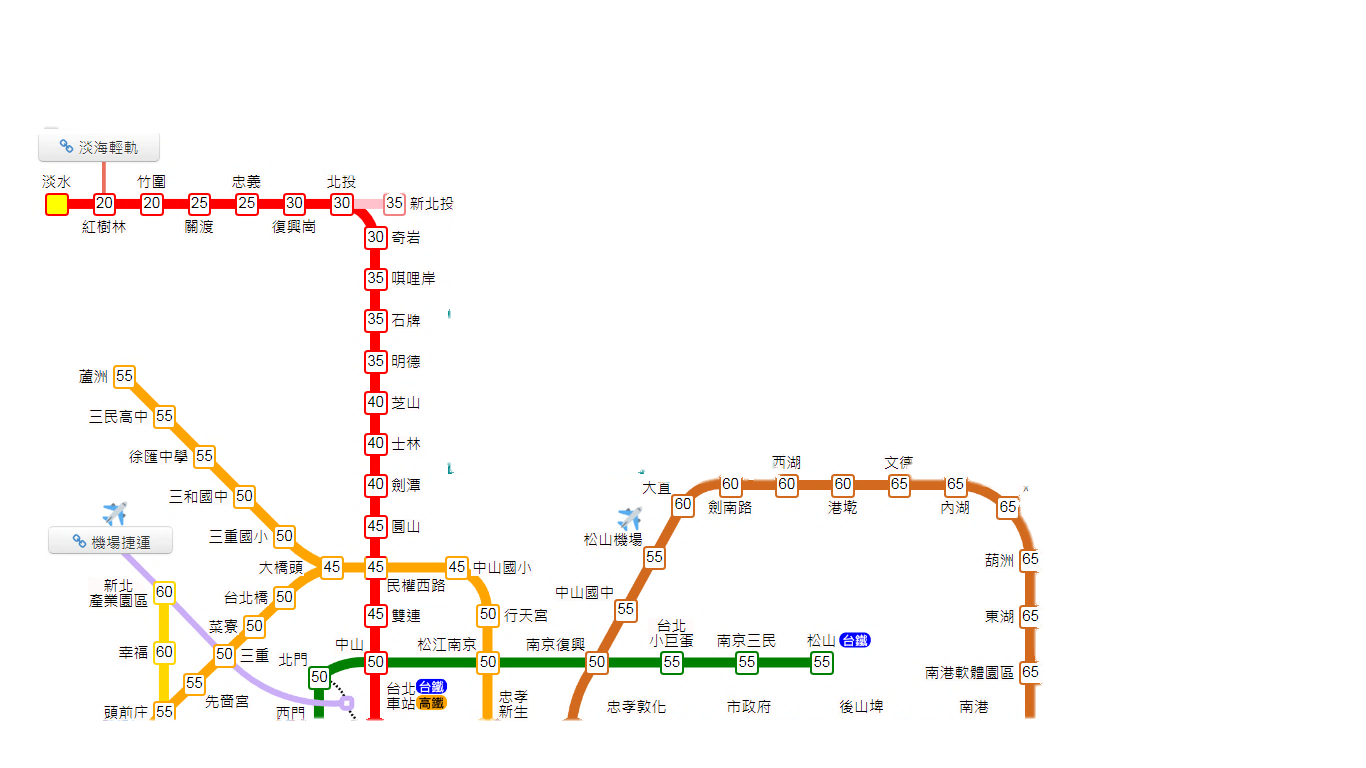 淡海輕軌
淡水
竹圍
忠義
北投
20
20
25
25
30
30
35
新北投
紅樹林
關渡
復興崗
30
奇岩
35
唭哩岸
35
石牌
35
明德
蘆洲
55
40
芝山
三民高中
55
40
士林
徐匯中學
55
西湖
文德
40
劍潭
大直
60
60
60
65
65
三和國中
50
60
劍南路
港墘
內湖
65
45
圓山
三重國小
50
松山機場
機場捷運
55
葫洲
65
大橋頭
45
45
45
中山國小
民權西路
新北
產業園區
60
台北橋
50
中山國中
55
菜寮
50
45
雙連
50
行天宮
東湖
65
台北
小巨蛋
南京三民
松山
台鐵
幸福
60
50
三重
北門
中山
松江南京
南京復興
50
50
50
55
55
55
50
南港軟體園區
65
55
先嗇宮
台北
車站
台鐵
高鐵
忠孝
新生
頭前庄
55
西門
忠孝敦化
市政府
後山埤
南港